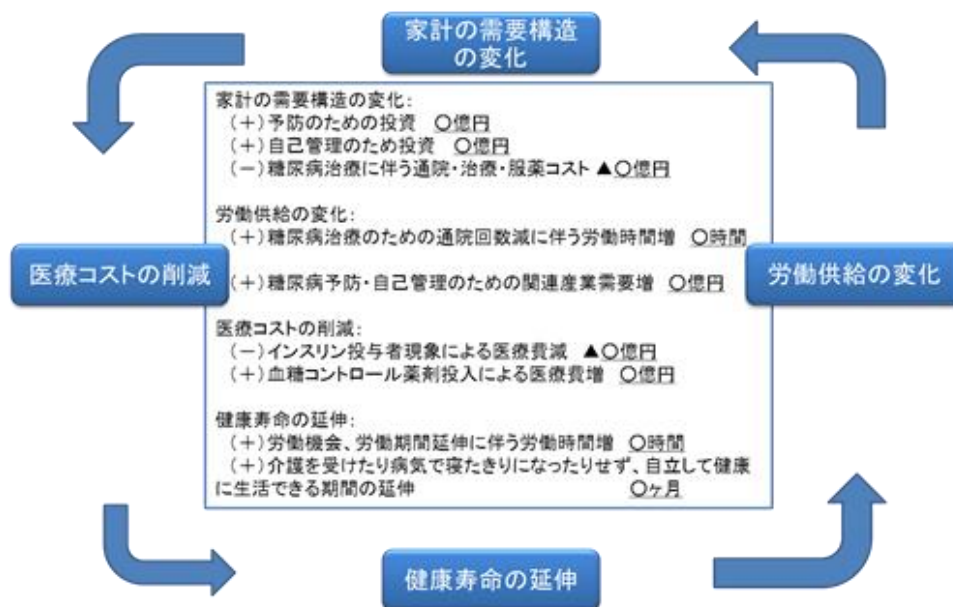 家計の需要構造
の変化
家計の需要構造の変化:
(+)予防のための投資 〇億円
(+)自己管理のため投資 〇億円
(-)糖尿病治療に伴う通院・治療・服薬コスト ▲〇億円
労働供給の変化:
(+)糖尿病治療のための通院回数減に伴う労働時間増 〇時間
(+)糖尿病予防・自己管理のための関連産業需要増 〇億円
医療コストの削減:
(-)インスリン投与者現象による医療費減 ▲〇億円
(+)血糖コントロール薬剤投入による医療費増 〇億円
健康寿命の延伸:
(+)労働機会、労働期間延伸に伴う労働時間増 〇時間
(+)介護を受けたり病気で寝たきりになったりせず、自立して健康
に生活できる期間の延伸 〇ヶ月
医療コストの削減
労働供給の変化
健康寿命の延伸